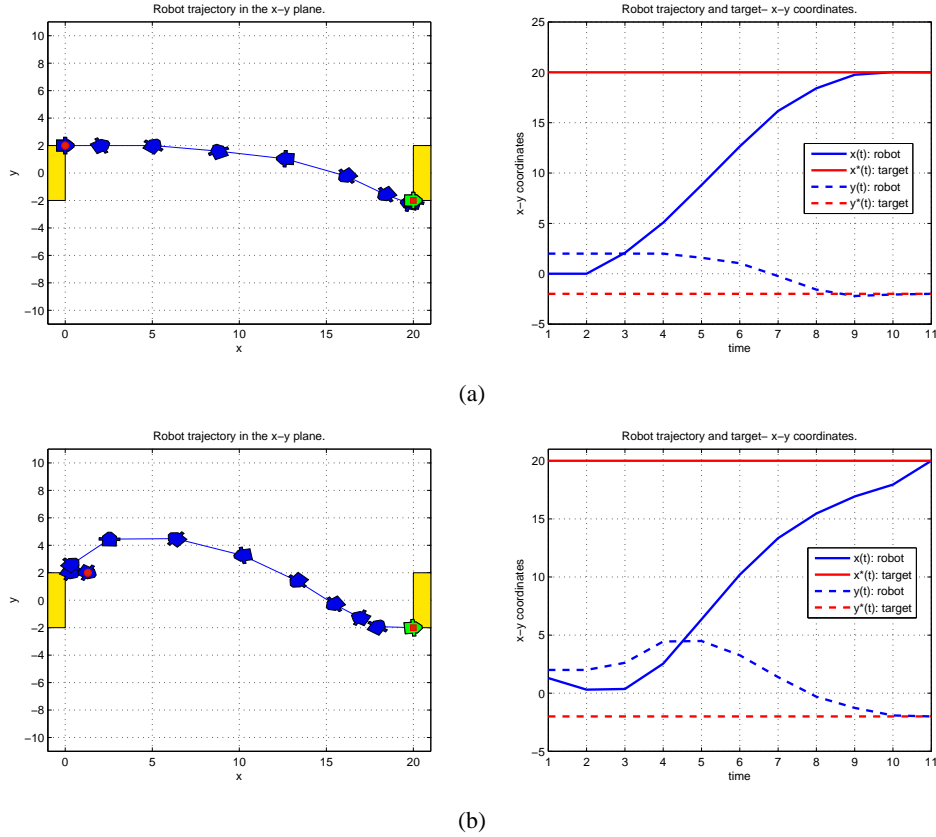 Robot trajectory in the x−y plane.
10
8
6
4
2
0
−2
−4
−6
−8
−10
y
0 5 10 15 20
x
Robot trajectory and target− x−y coordinates.
25
20
15
10
5
0
−5
x−y coordinates
x(t): robot
x*(t): target
y(t): robot
y*(t): target
1 2 3 4 5 6 7 8 9 10 11
time
(a)
Robot trajectory in the x−y plane.
10
8
6
4
2
0
−2
−4
−6
−8
−10
y
0 5 10 15 20
x
Robot trajectory and target− x−y coordinates.
20
15
10
5
0
−5
x−y coordinates
x(t): robot
x*(t): target
y(t): robot
y*(t): target
1 2 3 4 5 6 7 8 9 10 11
time
(b)